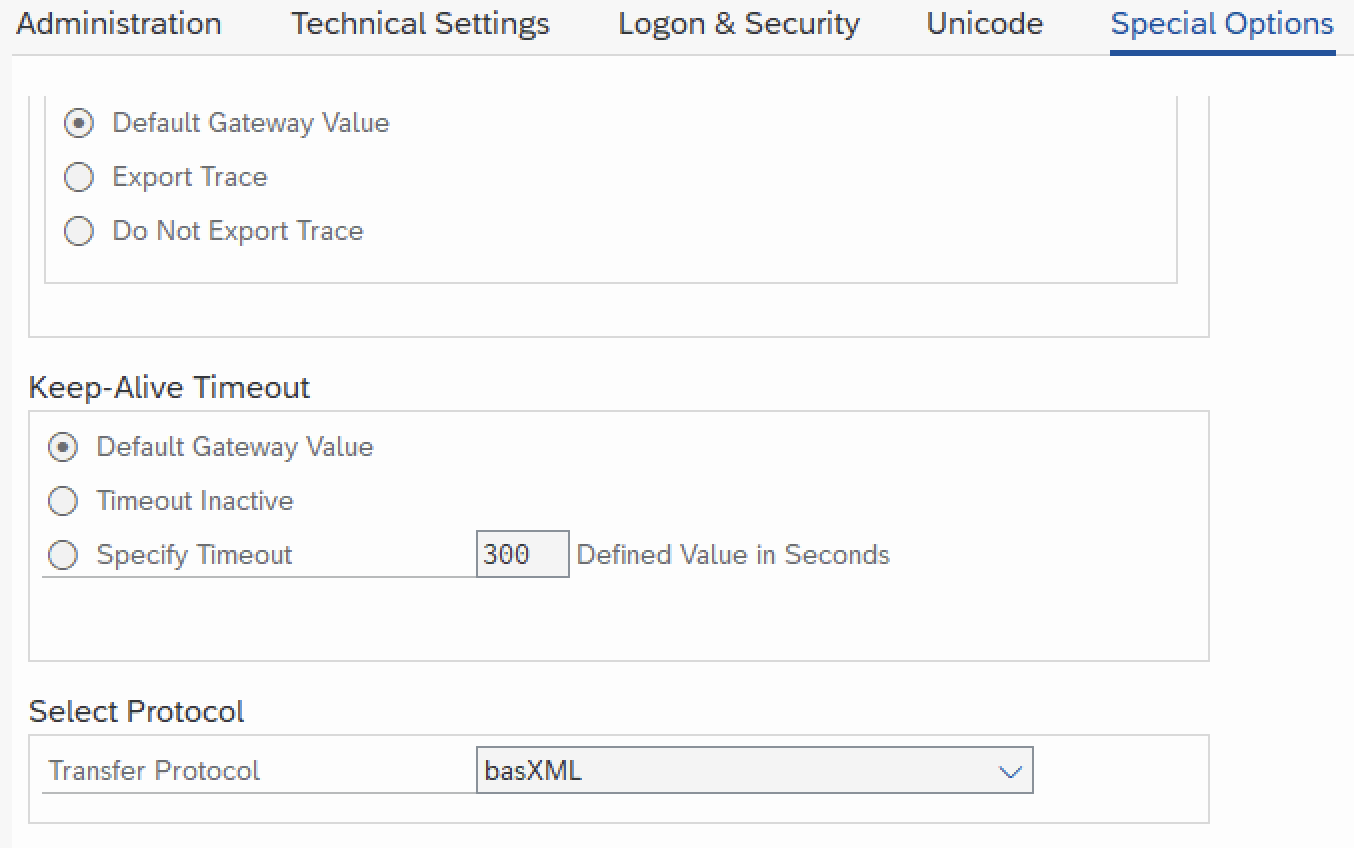 Administration Technical Settings Logon & Security Unicode Special Options
Default Gateway Value
Export Trace
Do Not Export Trace
Keep-Alive Timeout
Default Gateway Value
Timeout Inactive
Specify Timeout 300 Defined Value in Seconds
Select Protocol
Transfer Protocol basXML